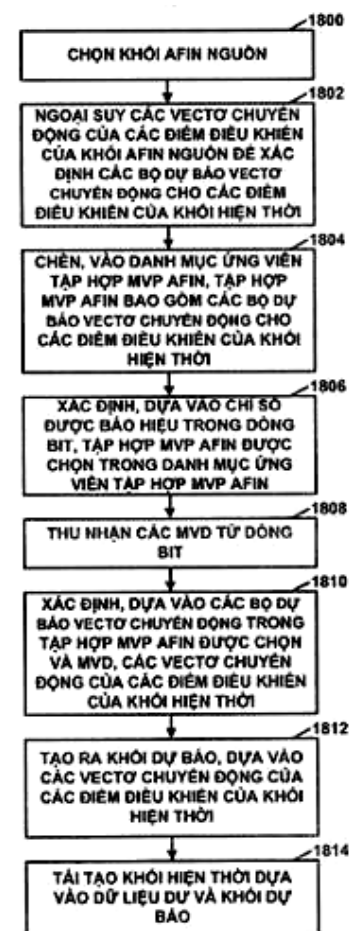 1800
CHỌN KHỐI AFIN NGUỒN
1802
NGOẠI SUY CÁC VECTƠ CHUYỂN
ĐỘNG CỦA CÁC ĐIỂM ĐIỀU KHIỂN
CỦA KHỐI AFIN NGUỒN ĐỂ XÁC
ĐỊNH CÁC BỘ DỰ BÁO VECTƠ
CHUYỂN ĐỘNG CHO CÁC ĐIỂM
ĐIỀU KHIỂN CỦA KHỐI HIỆN THỜI
1804
CHÈN, VÀO DANH MỤC ỨNG VIÊN
TẬP HỢP MVP AFIN, TẬP HỢP
MVP AFIN BAO GỒM CÁC BỘ DỰ
BÁO VECTƠ CHUYỂN ĐỘNG CHO
CÁC ĐIỂM ĐIỀU KHIỂN CỦA KHỐI
HIỆN THỜI
1806
XÁC ĐỊNH, DỰA VÀO CHỈ SỐ
ĐƯỢC BÁO HIỆU TRONG DÒNG
BIT, TẬP HỢP MVP AFIN ĐƯỢC
CHỌN TRONG DANH MỤC ỨNG
VIÊN TẬP HỢP MVP AFIN
1808
THU NHẬN CÁC MVD TỪ DÒNG
BIT
1810
XÁC ĐỊNH, DỰA VÀO CÁC BỘ DỰ
BÁO VECTƠ CHUYỂN ĐỘNG TRONG
TẬP HỢP MVP AFIN ĐƯỢC CHỌN
VÀ MVD, CÁC VECTƠ CHUYỂN
ĐỘNG CỦA CÁC ĐIỂM ĐIỀU KHIỂN
CỦA KHỐI HIỆN THỜI
1812
TẠO RA KHỐI DỰ BÁO, DỰA VÀO
CÁC VECTƠ CHUYỂN ĐỘNG CỦA
CÁC ĐIỂM ĐIỀU KHIỂN CỦA KHỐI
HIỆN THỜI
1814
TÁI TẠO KHỐI HIỆN THỜI DỰA
VÀO DỮ LIỆU DƯ VÀ KHỐI DỰ
BÁO